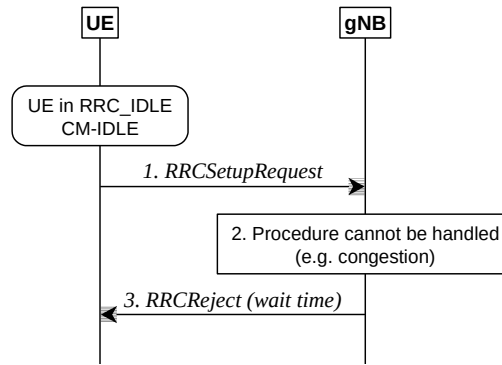 UE
gNB
UE in RRC_IDLE
CM-IDLE
1. RRCSetupRequest
2. Procedure cannot be handled
(e.g. congestion)
3. RRCReject (wait time)